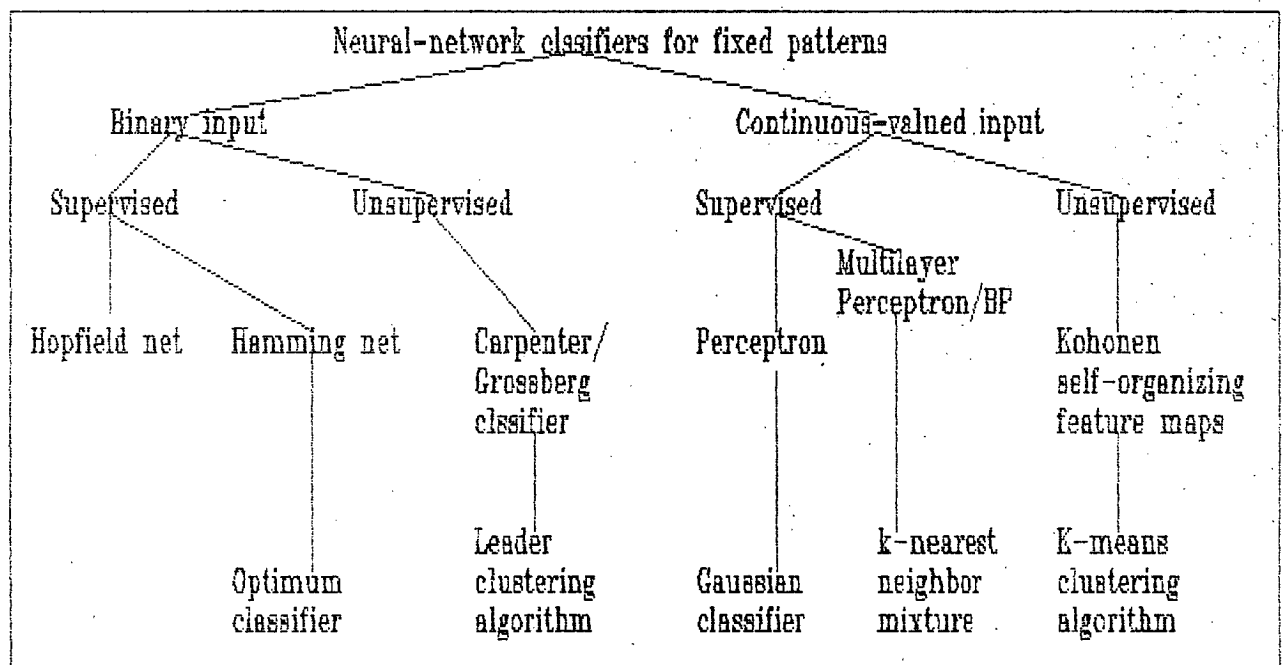 Neural-network clssifiers for fixed patterns
Binary input
Continuous-valued input
Supervised
Unsupervised
Supervised
Unsupervised
Multilayer
Perceptron/BP
Hopfield net
Hamming net
Carpenter/
Grossberg
clssifier
Perceptron
Kohonen
self-organizing
feature maps
Optimum
classifier
Leader
clustering
algorithm
Gaussian
classifier
k-nearest
neighbor
mixture
K-means
clustering
algorithm